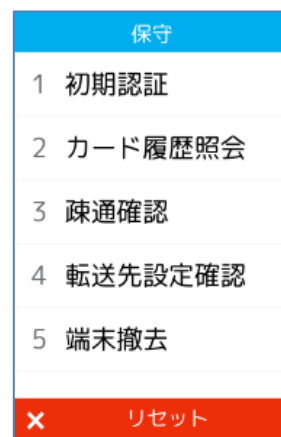 保守
1 初期認証
2 カード履歴照会
3 疎通確認
4 転送先設定確認
5 端末撤去
× リセット